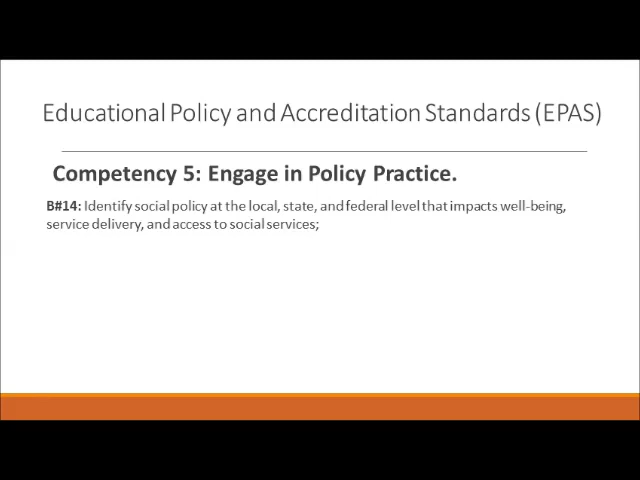 Educational Policy and Accreditation Standards (EPAS)
Competency 5: Engage in Policy Practice.
B#14: Identify social policy at the local, state, and federal level that impacts well-being,
service delivery, and access to social services;